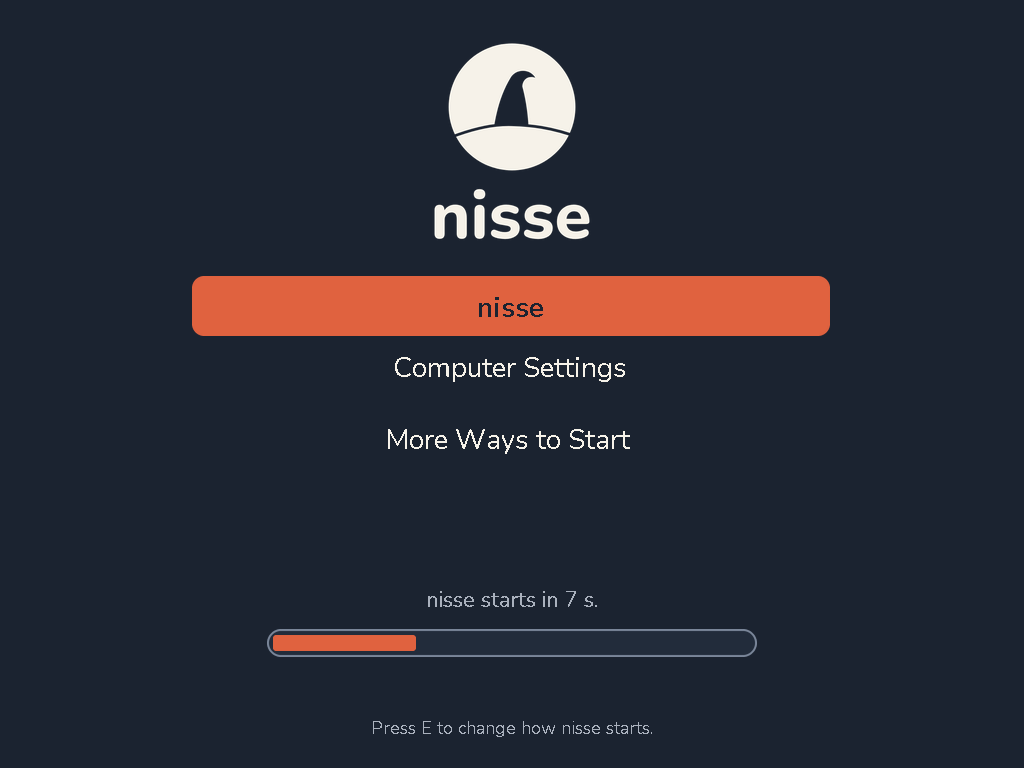 nisse
nisse
Computer Settings
More Ways to Start
nisse starts in 7 s.
Press E to change how nisse starts.